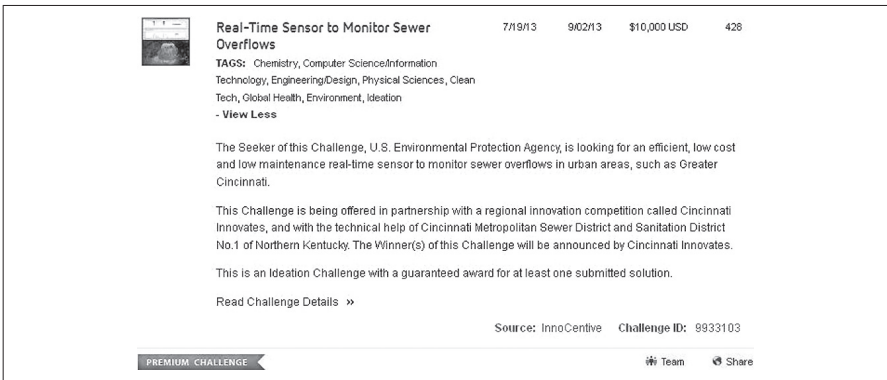 Real-Time Sensor to Monitor Sewer 7/19/13 9/02/13 $10,000 USD 428
Overflows
TAGS: Chemistry, Computer Science/Information
Technology, Engineering/Design, Physical Sciences, Clean
Tech, Global Health, Environment, Ideation
- View Less
The Seeker of this Challenge, U.S. Environmental Protection Agency, is looking for an efficient, low cost
and low maintenance real-time sensor to monitor sewer overflows in urban areas, such as Greater
Cincinnati.
This Challenge is being offered in partnership with a regional innovation competition called Cincinnati
Innovates, and with the technical help of Cincinnati Metropolitan Sewer District and Sanitation District
No.1 of Northern Kentucky. The Winner(s) of this Challenge will be announced by Cincinnati Innovates.
This is an Ideation Challenge with a guaranteed award for at least one submitted solution.
Read Challenge Details »
Source: InnoCentive Challenge ID: 9933103
PREMIUM CHALLENGE Team Share